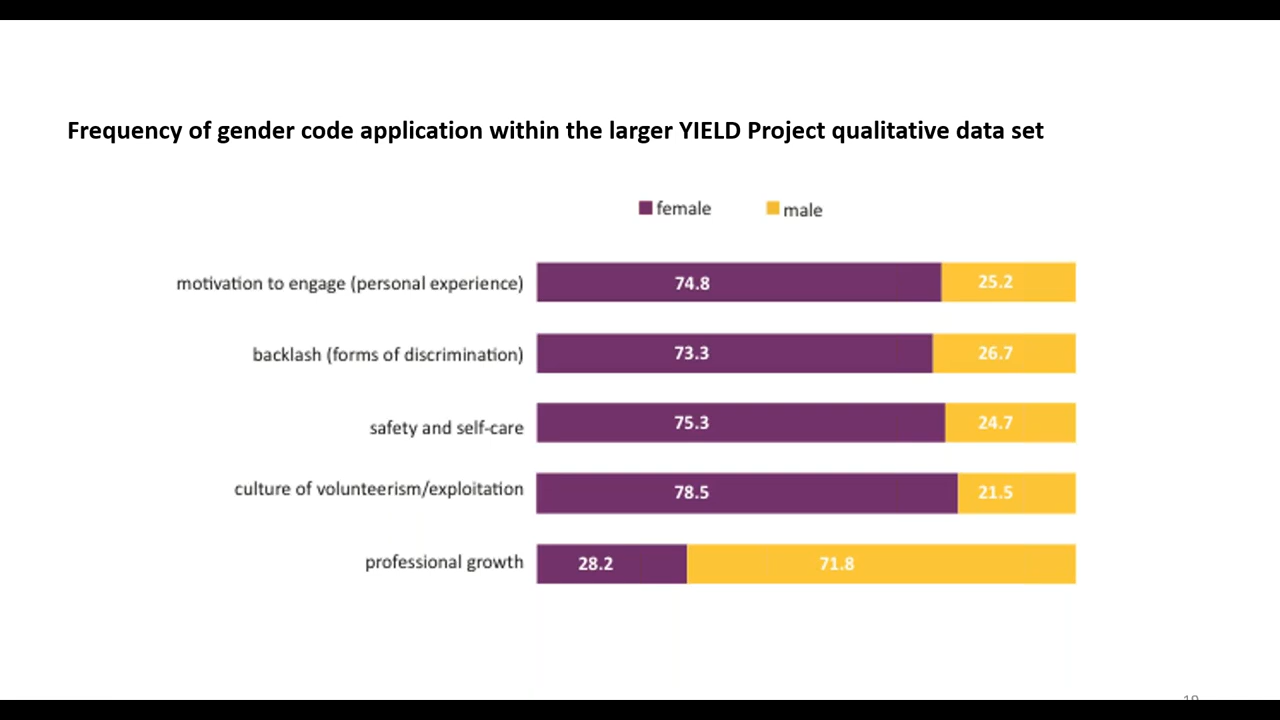 Frequency of gender code application within the larger YIELD Project qualitative data set
female male
motivation to engage (personal experience) 74.8 25.2
backlash (forms of discrimination) 73.3 26.7
safety and self-care 75.3 24.7
culture of volunteerism/exploitation 78.5 21.5
professional growth 28.2 71.8